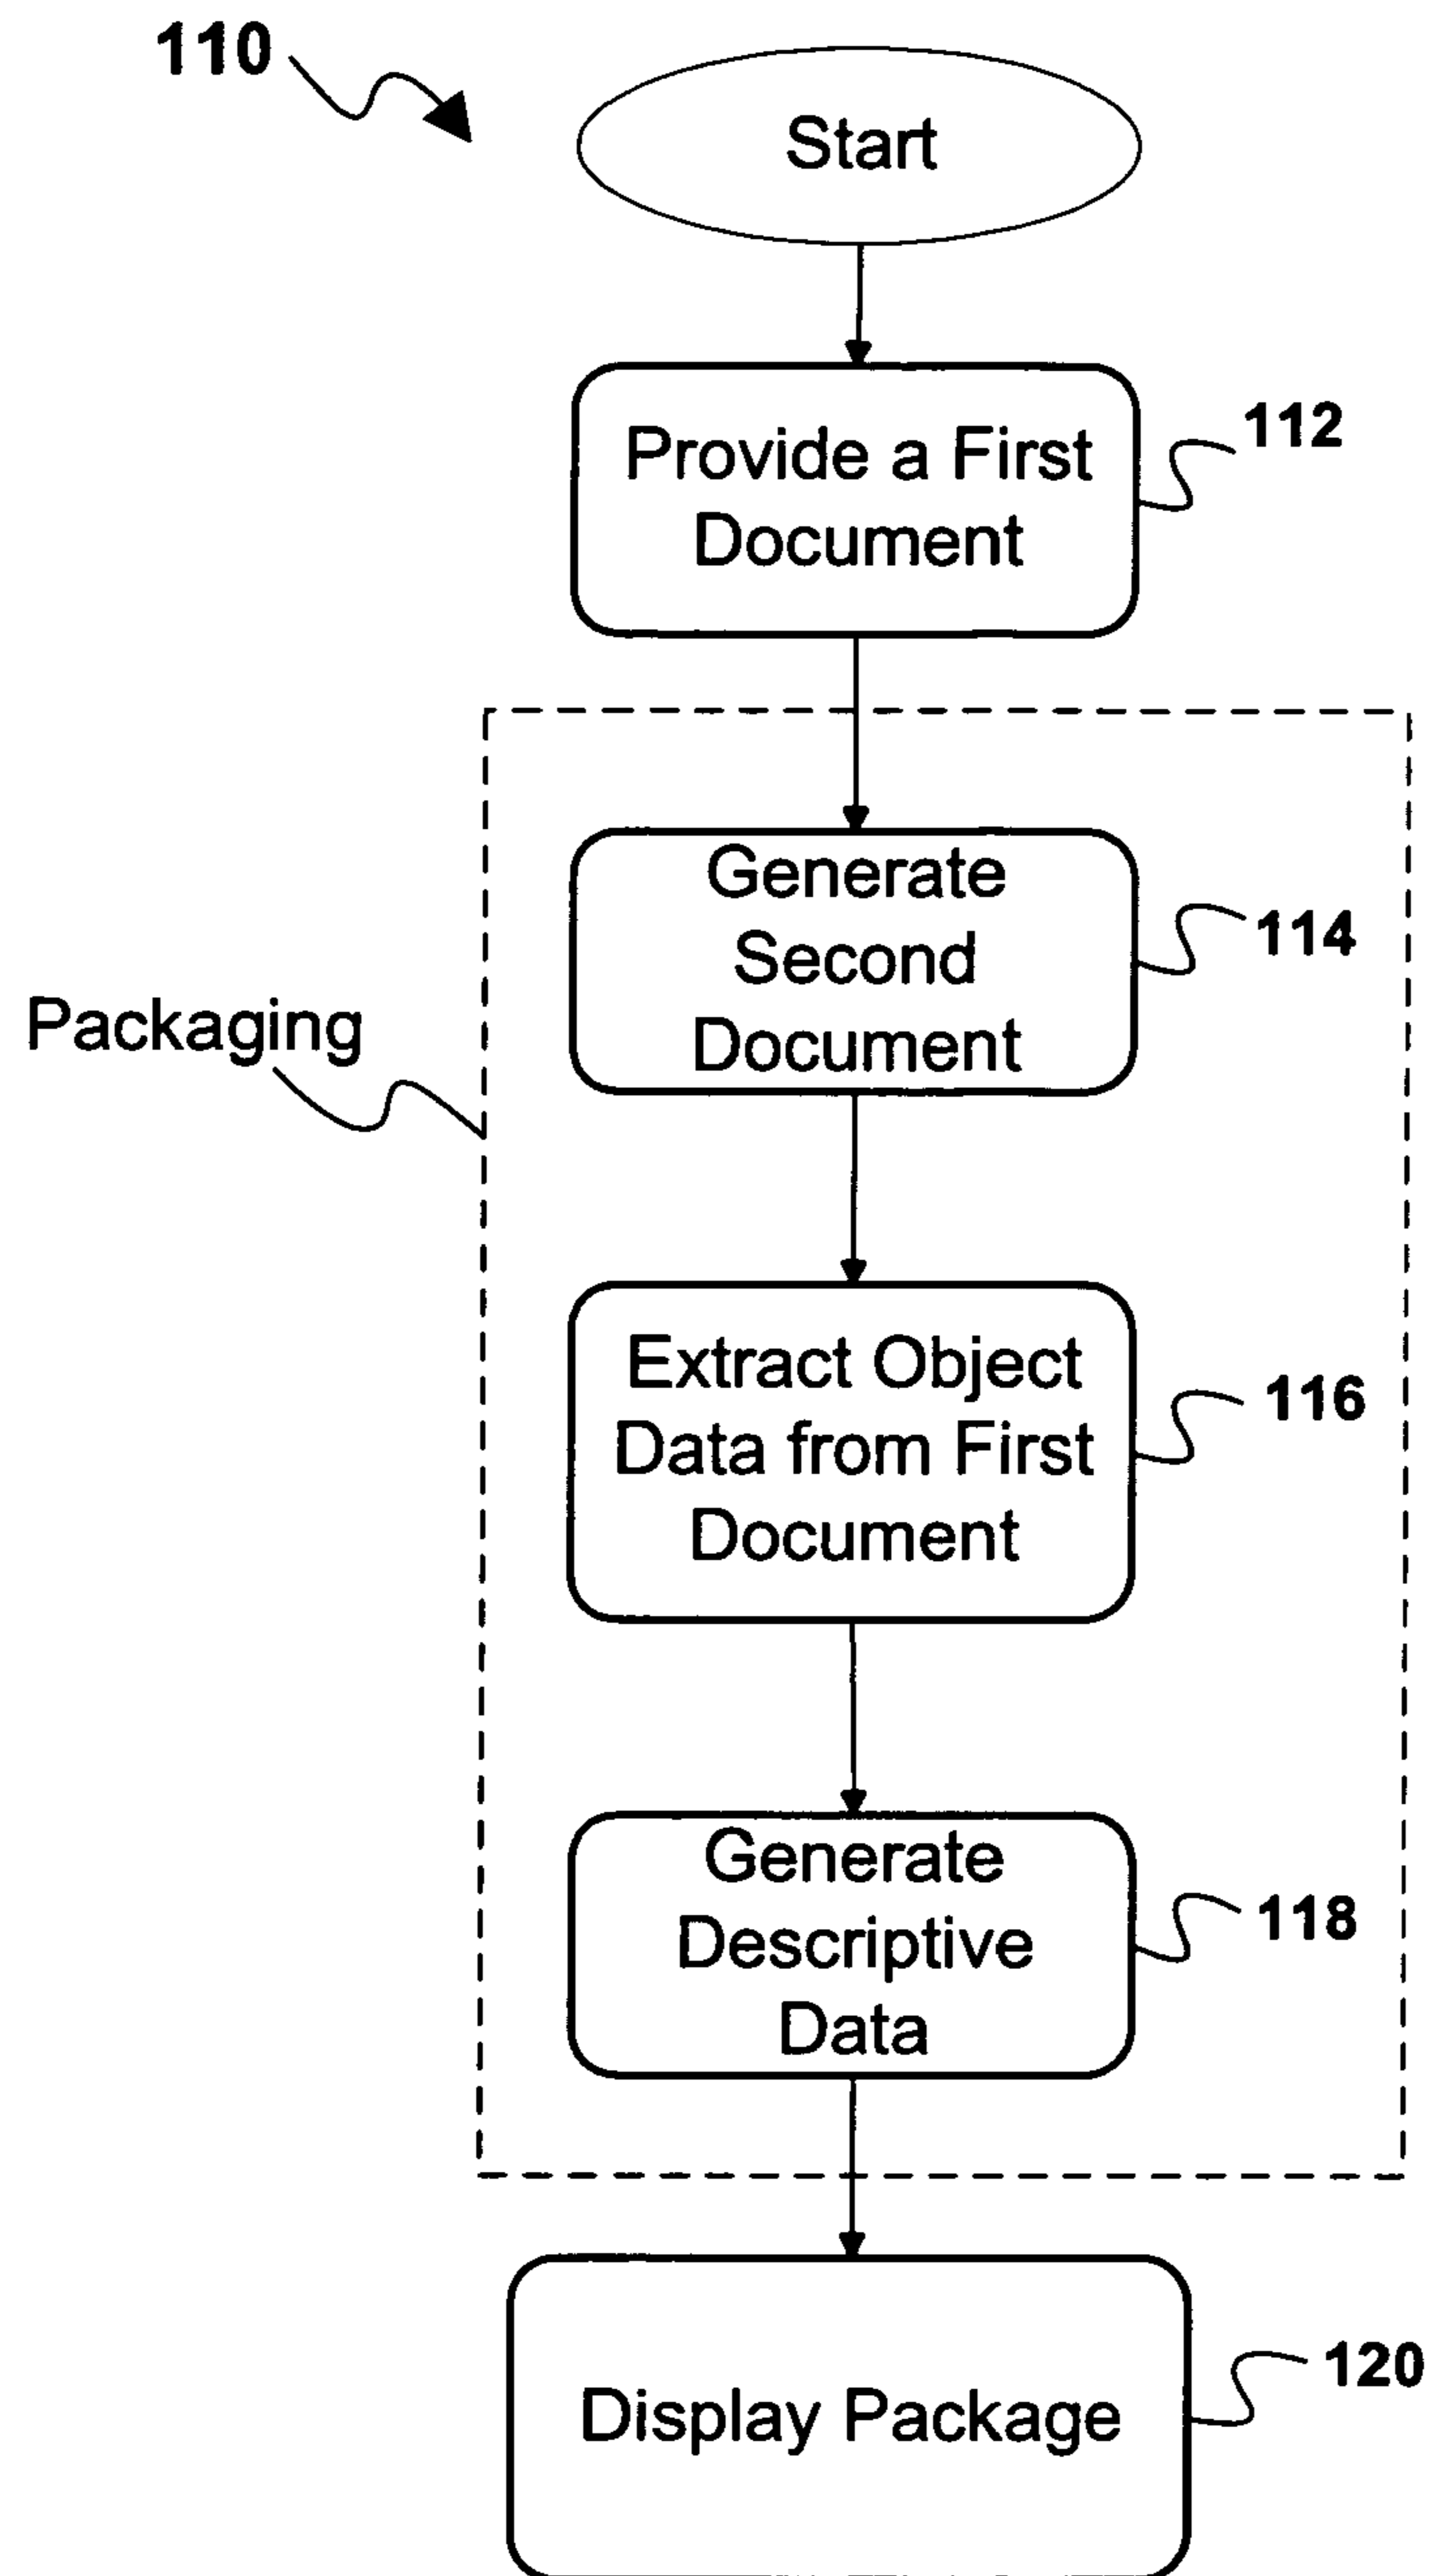 110
Start
Provide a First
Document
112
Generate
Second
Document
114
Packaging
Extract Object
Data from First
Document
116
Generate
Descriptive
Data
118
Display Package
120